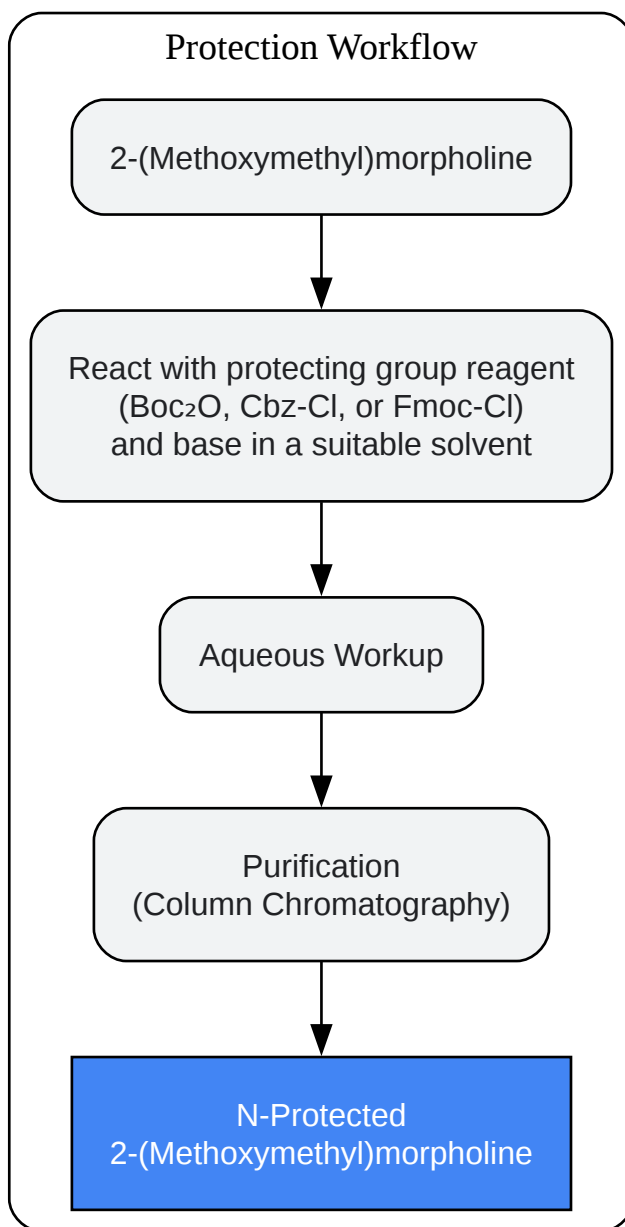 Protection Workflow
2-(Methoxymethyl)morpholine
React with protecting group reagent
(Boc₂O, Cbz-Cl, or Fmoc-Cl)
and base in a suitable solvent
Aqueous Workup
Purification
(Column Chromatography)
N-Protected
2-(Methoxymethyl)morpholine